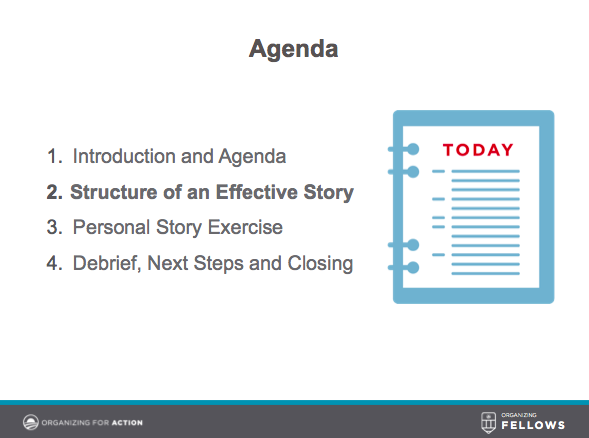 Agenda
1. Introduction and Agenda
2. Structure of an Effective Story
3. Personal Story Exercise
4. Debrief, Next Steps and Closing
TODAY
ORGANIZING FOR ACTION
ORGANIZING
FELLOWS